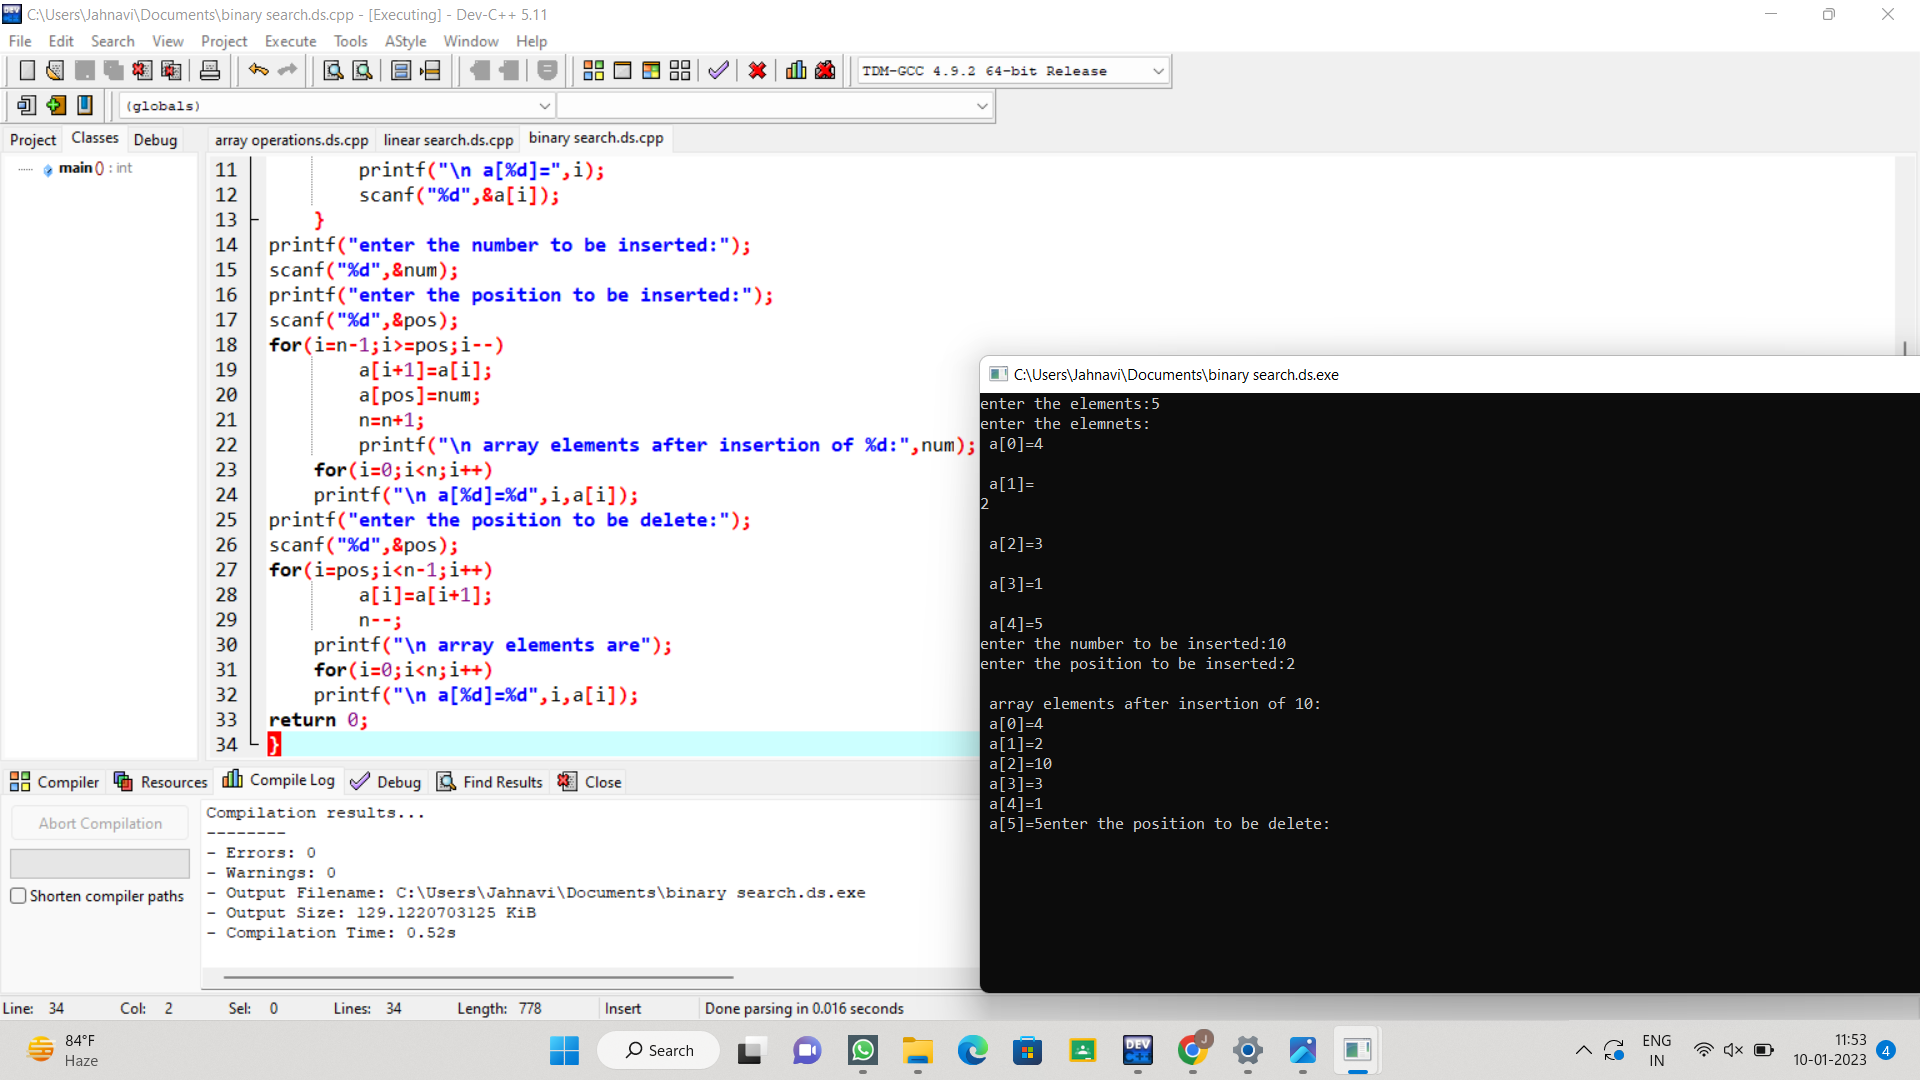 C:\Users\Jahnavi\Documents\binary search.ds.cpp - [Executing] - Dev-C++ 5.11
File Edit Search View Project Execute Tools AStyle Window Help
TDM-GCC 4.9.2 64-bit Release
(globals)
Project Classes Debug
array operations.ds.cpp linear search.ds.cpp binary search.ds.cpp
main () : int
11 printf("\n a[%d]=",i);
12 scanf("%d",&a[i]);
13 }
14 printf("enter the number to be inserted:");
15 scanf("%d",&num);
16 printf("enter the position to be inserted:");
17 scanf("%d",&pos);
18 for(i=n-1;i>=pos;i--)
19 a[i+1]=a[i];
20 a[pos]=num;
21 n=n+1;
22 printf("\n array elements after insertion of %d:",num);
23 for(i=0;i<n;i++)
24 printf("\n a[%d]=%d",i,a[i]);
25 printf("enter the position to be delete:");
26 scanf("%d",&pos);
27 for(i=pos;i<n-1;i++)
28 a[i]=a[i+1];
29 n--;
30 printf("\n array elements are");
31 for(i=0;i<n;i++)
32 printf("\n a[%d]=%d",i,a[i]);
33 return 0;
34 }
C:\Users\Jahnavi\Documents\binary search.ds.exe
enter the elements:5
enter the elemnets:
a[0]=4
a[1]=
2
a[2]=3
a[3]=1
a[4]=5
enter the number to be inserted:10
enter the position to be inserted:2
array elements after insertion of 10:
a[0]=4
a[1]=2
a[2]=10
a[3]=3
a[4]=1
a[5]=5enter the position to be delete:
Compiler Resources Compile Log Debug Find Results Close
Abort Compilation
Shorten compiler paths
Compilation results...
--------
- Errors: 0
- Warnings: 0
- Output Filename: C:\Users\Jahnavi\Documents\binary search.ds.exe
- Output Size: 129.1220703125 KiB
- Compilation Time: 0.52s
Line: 34 Col: 2 Sel: 0 Lines: 34 Length: 778 Insert Done parsing in 0.016 seconds
84°F
Haze
Search
DEV
C++
J
ENG
IN
11:53
10-01-2023
4